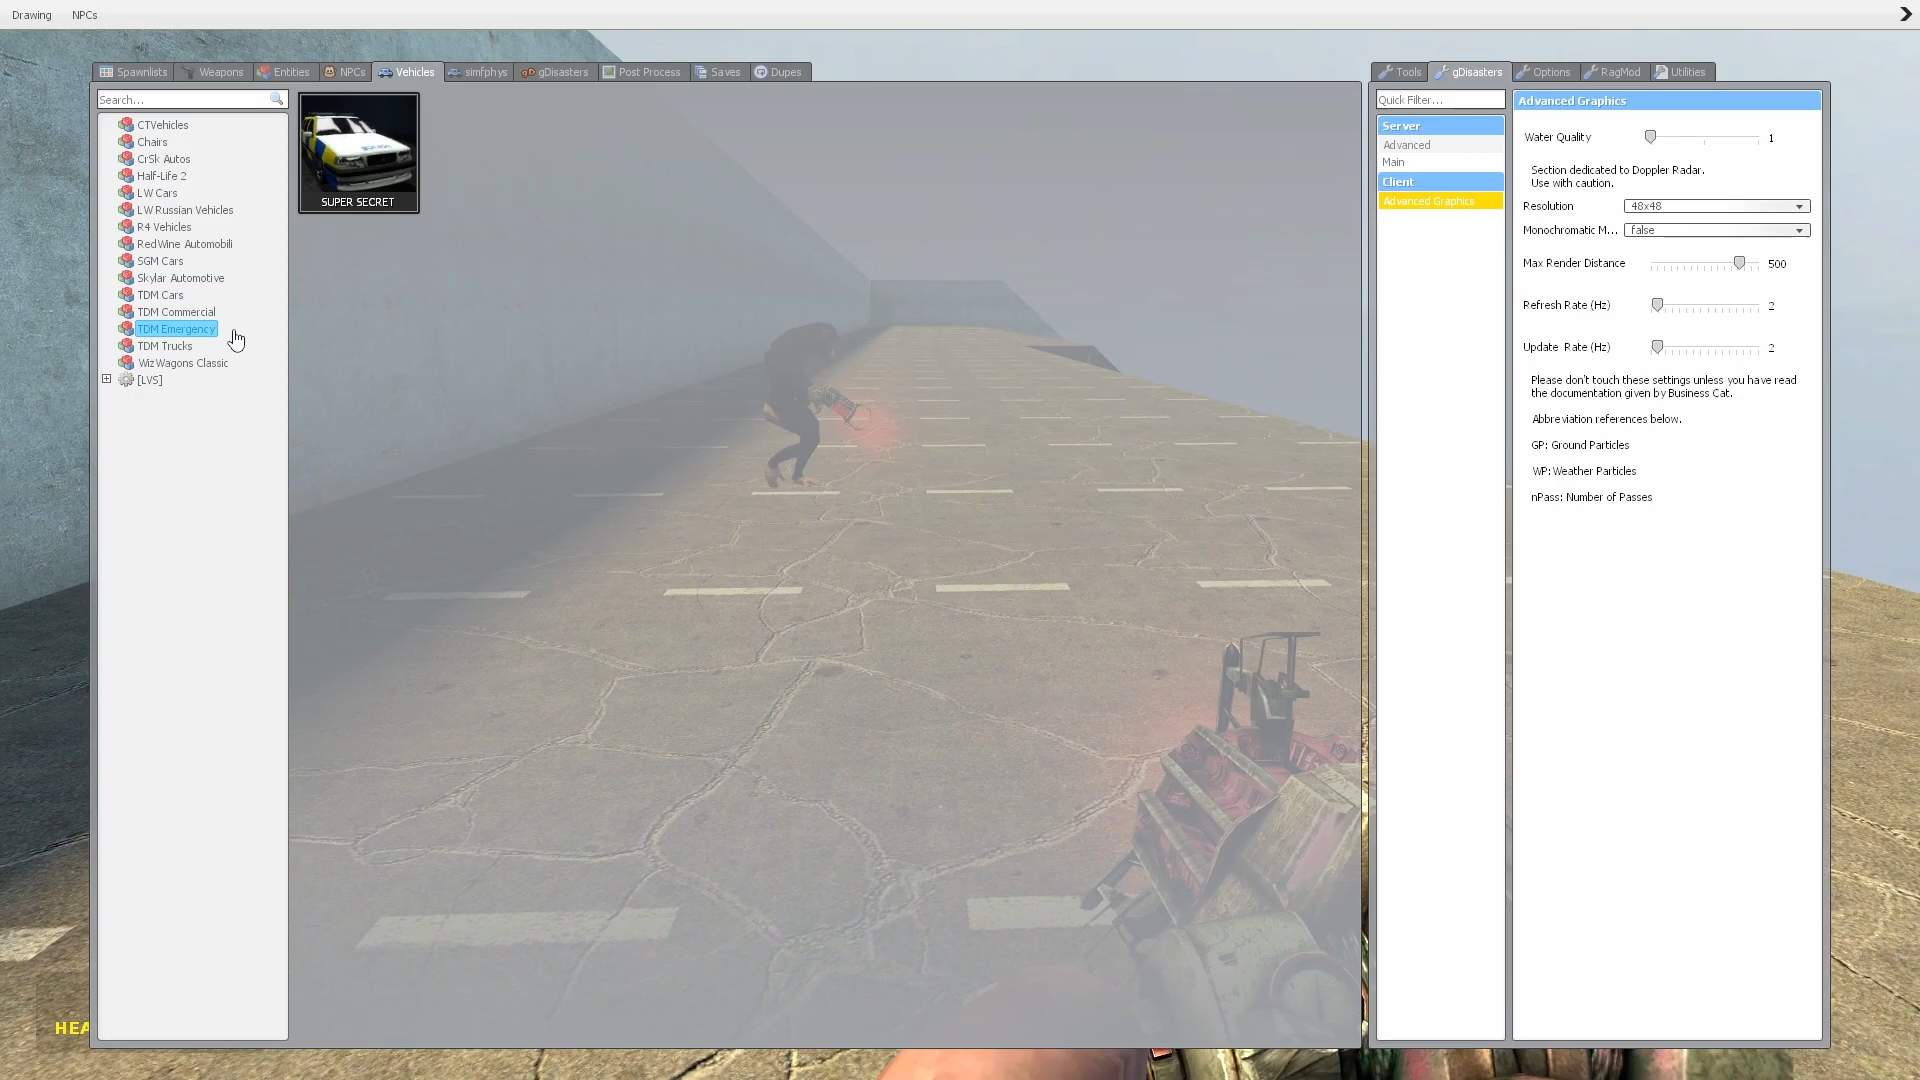 Drawing NPCs
Spawnlists Weapons Entities NPCs Vehicles simfphys gDisasters Post Process Saves Dupes
Search...
CTVehicles
Chairs
CrSk Autos
Half-Life 2
LW Cars
LW Russian Vehicles
R4 Vehicles
RedWine Automobili
SGM Cars
Skylar Automotive
TDM Cars
TDM Commercial
TDM Emergency
TDM Trucks
WizWagons Classic
[LVS]
SUPER SECRET
Tools gDisasters Options RagMod Utilities
Quick Filter...
Server
Advanced
Main
Client
Advanced Graphics
Advanced Graphics
Water Quality 1
Section dedicated to Doppler Radar.
Use with caution.
Resolution 48x48
Monochromatic M... false
Max Render Distance 500
Refresh Rate (Hz) 2
Update Rate (Hz) 2
Please don't touch these settings unless you have read
the documentation given by Business Cat.
Abbreviation references below.
GP: Ground Particles
WP: Weather Particles
nPass: Number of Passes
HEA